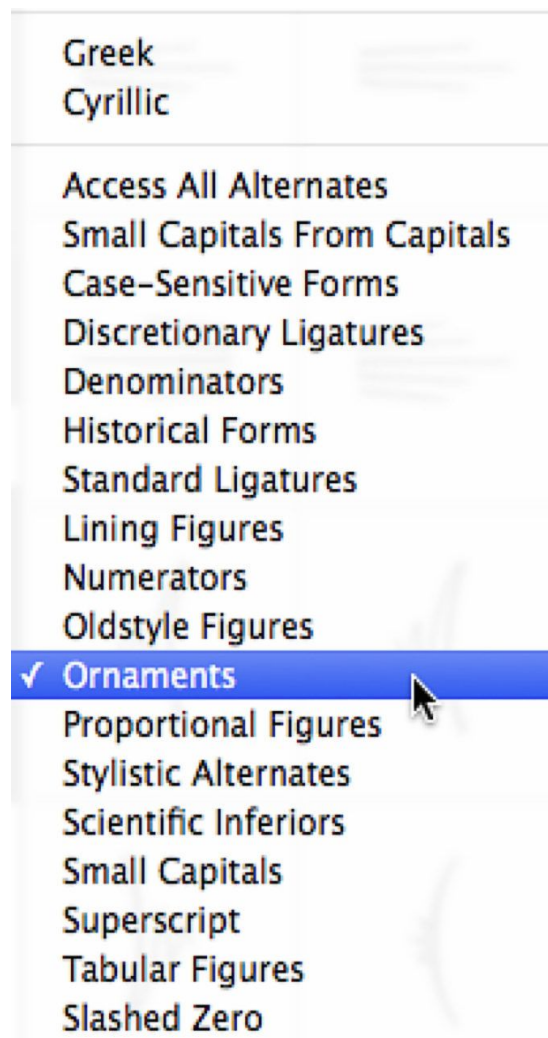 Greek
Cyrillic
Access All Alternates
Small Capitals From Capitals
Case-Sensitive Forms
Discretionary Ligatures
Denominators
Historical Forms
Standard Ligatures
Lining Figures
Numerators
Oldstyle Figures
✓ Ornaments
Proportional Figures
Stylistic Alternates
Scientific Inferiors
Small Capitals
Superscript
Tabular Figures
Slashed Zero